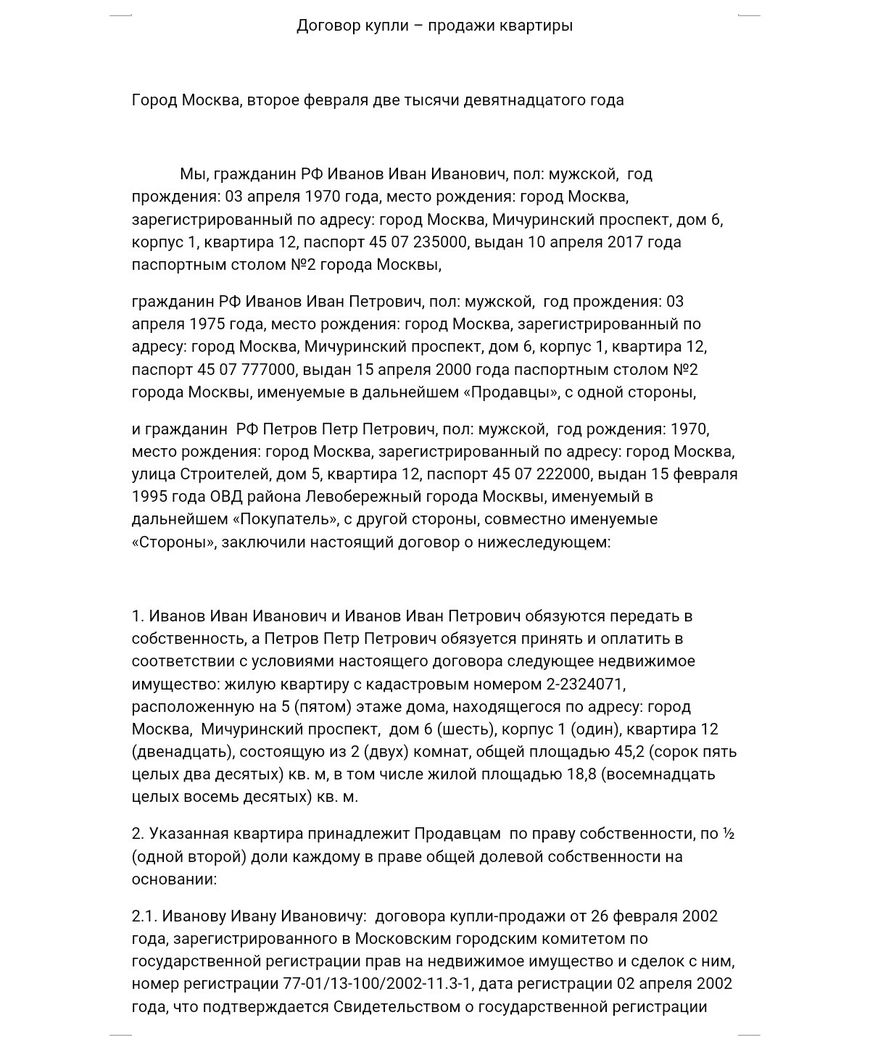 Договор купли – продажи квартиры
Город Москва, второе февраля две тысячи девятнадцатого года
Мы, гражданин РФ Иванов Иван Иванович, пол: мужской,  год
прождения: 03 апреля 1970 года, место рождения: город Москва,
зарегистрированный по адресу: город Москва, Мичуринский проспект, дом 6,
корпус 1, квартира 12, паспорт 45 07 235000, выдан 10 апреля 2017 года
паспортным столом №2 города Москвы,
гражданин РФ Иванов Иван Петрович, пол: мужской,  год прождения: 03
апреля 1975 года, место рождения: город Москва, зарегистрированный по
адресу: город Москва, Мичуринский проспект, дом 6, корпус 1, квартира 12,
паспорт 45 07 777000, выдан 15 апреля 2000 года паспортным столом №2
города Москвы, именуемые в дальнейшем «Продавцы», с одной стороны,
и гражданин  РФ Петров Петр Петрович, пол: мужской,  год рождения: 1970,
место рождения: город Москва, зарегистрированный по адресу: город Москва,
улица Строителей, дом 5, квартира 12, паспорт 45 07 222000, выдан 15 февраля
1995 года ОВД района Левобережный города Москвы, именуемый в
дальнейшем «Покупатель», с другой стороны, совместно именуемые
«Стороны», заключили настоящий договор о нижеследующем:
1. Иванов Иван Иванович и Иванов Иван Петрович обязуются передать в
собственность, а Петров Петр Петрович обязуется принять и оплатить в
соответствии с условиями настоящего договора следующее недвижимое
имущество: жилую квартиру с кадастровым номером 2-2324071,
расположенную на 5 (пятом) этаже дома, находящегося по адресу: город
Москва,  Мичуринский проспект,  дом 6 (шесть), корпус 1 (один), квартира 12
(двенадцать), состоящую из 2 (двух) комнат, общей площадью 45,2 (сорок пять
целых два десятых) кв. м, в том числе жилой площадью 18,8 (восемнадцать
целых восемь десятых) кв. м.
2. Указанная квартира принадлежит Продавцам  по праву собственности, по ½
(одной второй) доли каждому в праве общей долевой собственности на
основании:
2.1. Иванову Ивану Ивановичу:  договора купли-продажи от 26 февраля 2002
года, зарегистрированного в Московским городским комитетом по
государственной регистрации прав на недвижимое имущество и сделок с ним,
номер регистрации 77-01/13-100/2002-11.3-1, дата регистрации 02 апреля 2002
года, что подтверждается Свидетельством о государственной регистрации